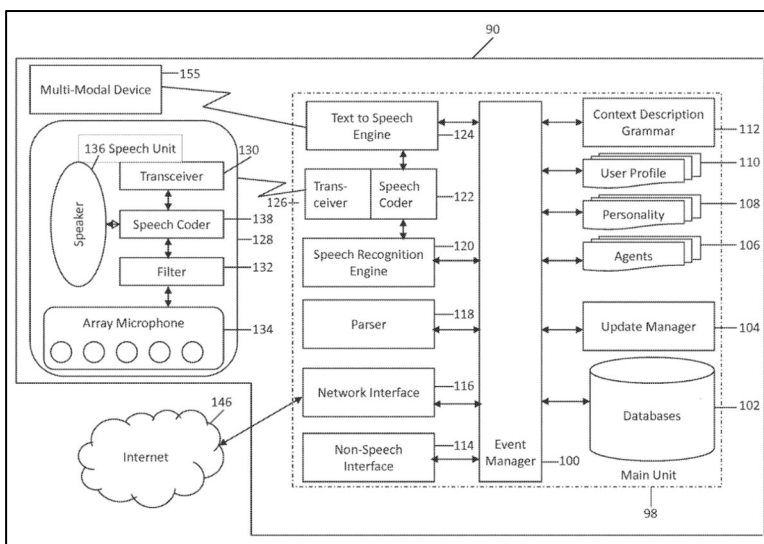 90
Multi-Modal Device
155
136 Speech Unit
Speaker
Transceiver
130
Speech Coder
138
128
Filter
132
Array Microphone
134
Internet
146
Text to Speech
Engine
124
Trans-
ceiver
126
Speech
Coder
122
Speech Recognition
Engine
120
Parser
118
Network Interface
116
Non-Speech
Interface
114
Event
Manager
100
Context Description
Grammar
112
User Profile
110
Personality
108
Agents
106
Update Manager
104
Databases
102
Main Unit
98